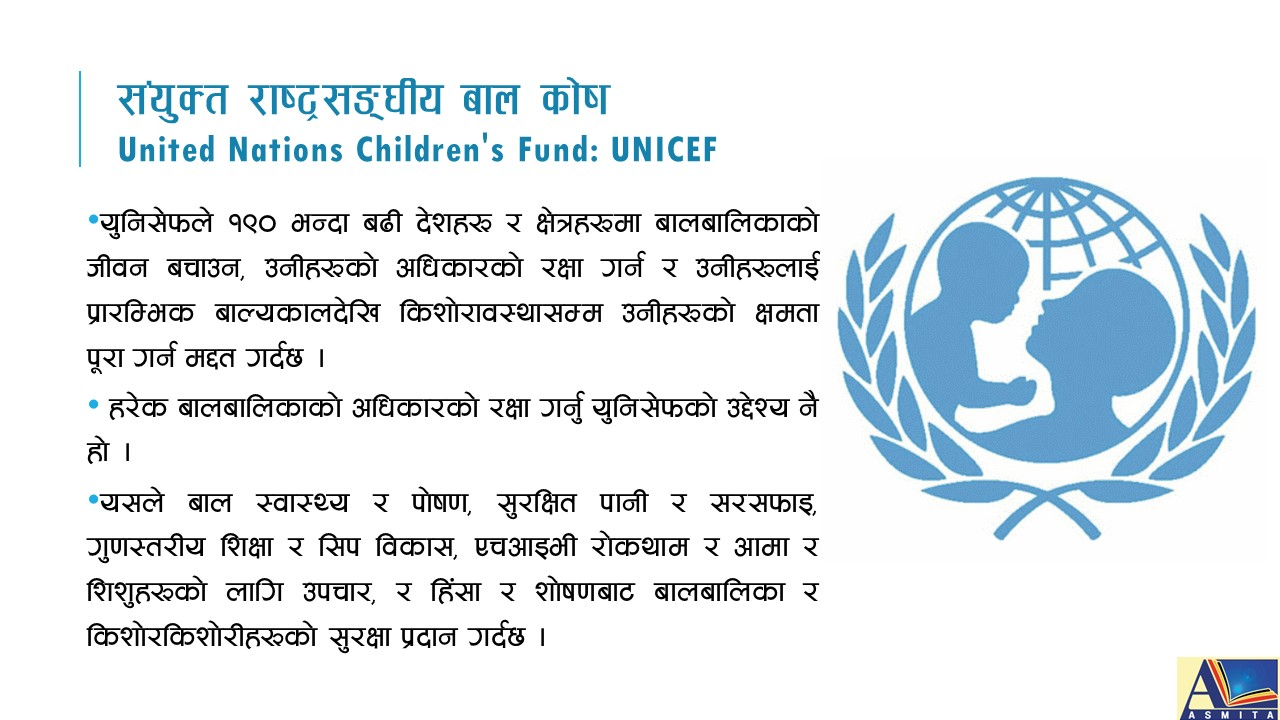 संयुक्त राष्ट्रसङ्घीय बाल कोष
United Nations Children's Fund: UNICEF
•युनिसेफले १९० भन्दा बढी देशहरु र क्षेत्रहरुमा बालबालिकाको
जीवन बचाउन, उनीहरुको अधिकारको रक्षा गर्न र उनीहरुलाई
प्रारम्भिक बाल्यकालदेखि किशोरावस्थासम्म उनीहरुको क्षमता
पूरा गर्न मद्दत गर्दछ ।
• हरेक बालबालिकाको अधिकारको रक्षा गर्नु युनिसेफको उद्देश्य नै
हो ।
•यसले बाल स्वास्थ्य र पोषण, सुरक्षित पानी र सरसफाइ,
गुणस्तरीय शिक्षा र सिप विकास, एचआइभी रोकथाम र आमा र
शिशुहरुको लागि उपचार, र हिंसा र शोषणबाट बालबालिका र
किशोरकिशोरीहरुको सुरक्षा प्रदान गर्दछ ।
ASMITA